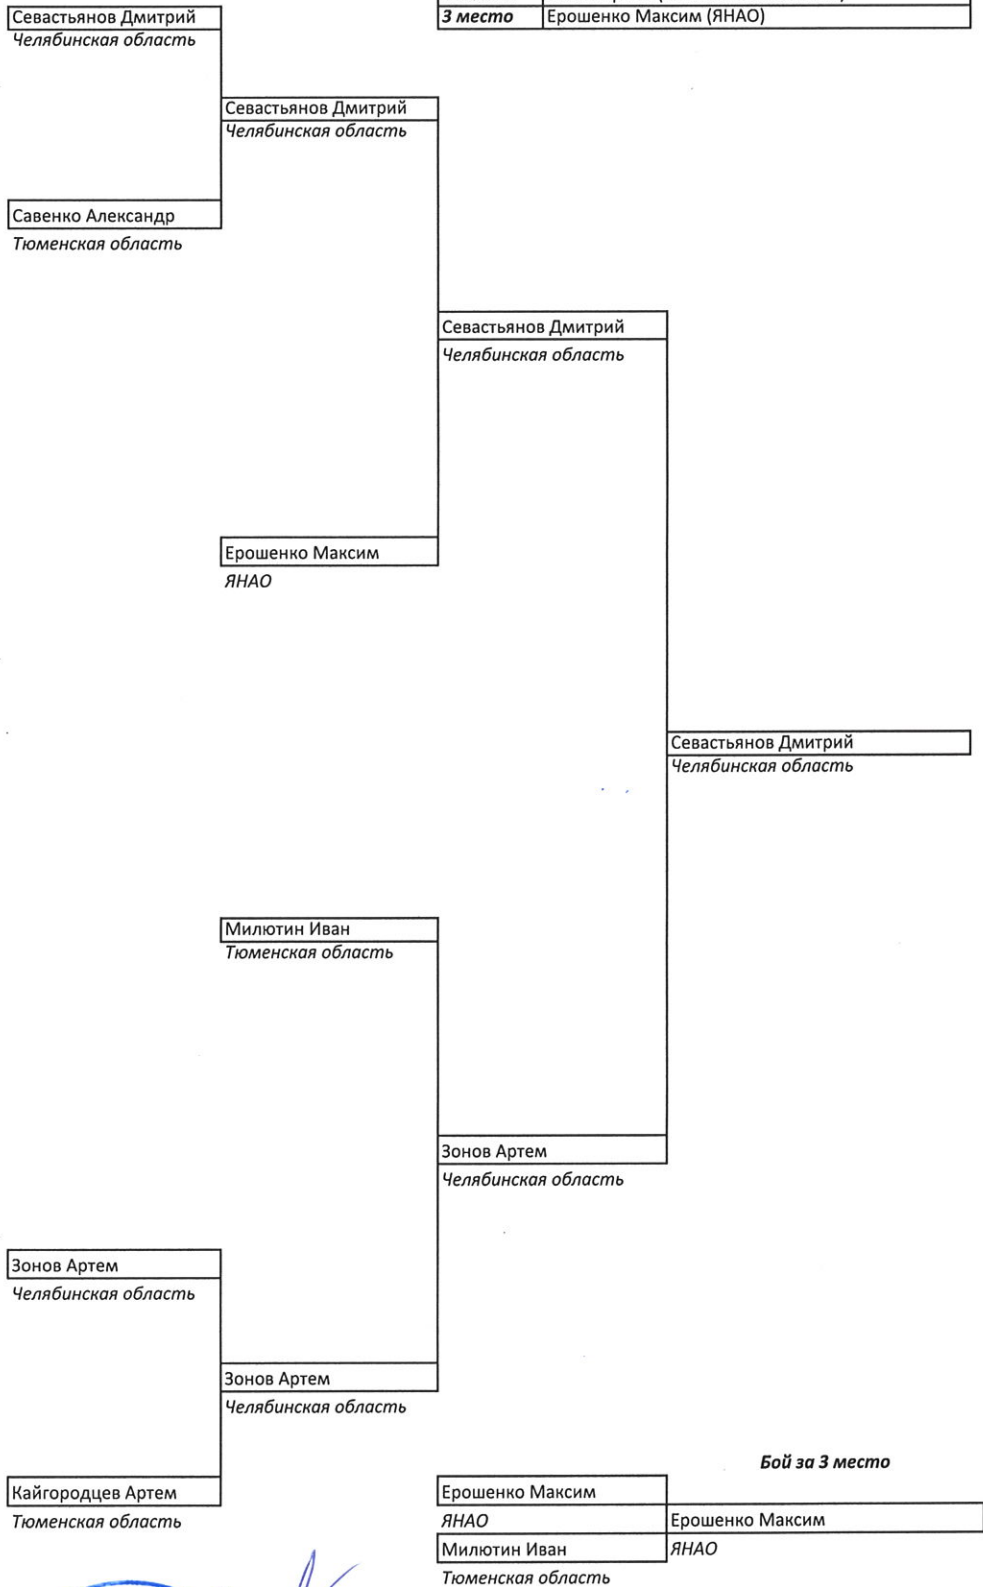 Севастьянов Дмитрий
Челябинская область
3 место
Ерошенко Максим (ЯНАО)
Севастьянов Дмитрий
Челябинская область
Савенко Александр
Тюменская область
Севастьянов Дмитрий
Челябинская область
Ерошенко Максим
ЯНАО
Севастьянов Дмитрий
Челябинская область
Милютин Иван
Тюменская область
Зонов Артем
Челябинская область
Зонов Артем
Челябинская область
Зонов Артем
Челябинская область
Бой за 3 место
Кайгородцев Артем
Тюменская область
Ерошенко Максим
ЯНАО
Ерошенко Максим
Милютин Иван
ЯНАО
Тюменская область